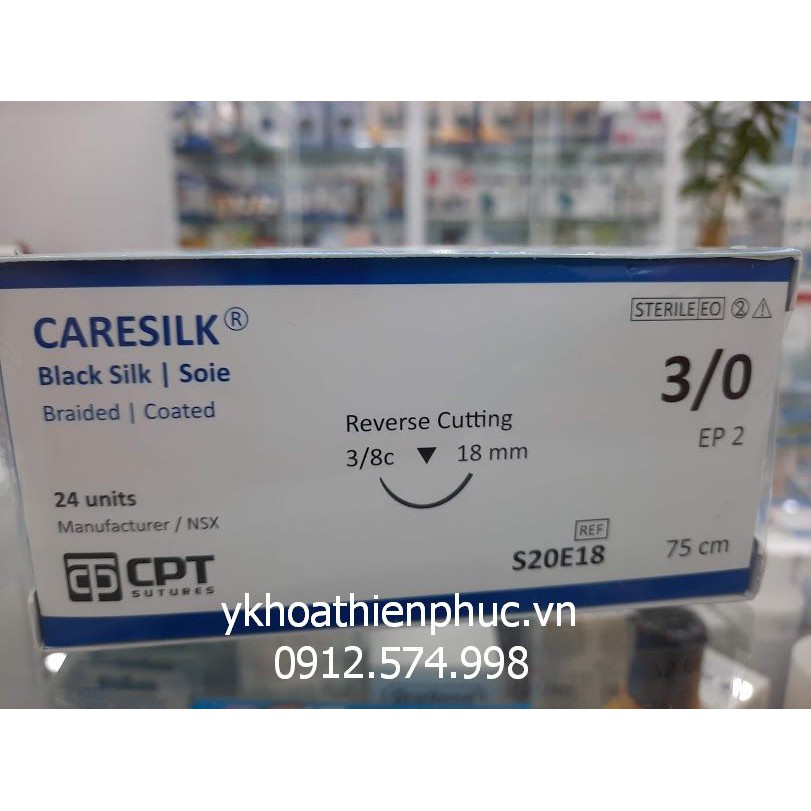 CARESILK®
Black Silk | Soie
Braided | Coated
24 units
Manufacturer / NSX
CPT
SUTURES
Reverse Cutting
3/8c ▼ 18 mm
STERILE EO 2
3/0
EP 2
REF
S20E18
75 cm
ykhoathienphuc.vn
0912.574.998